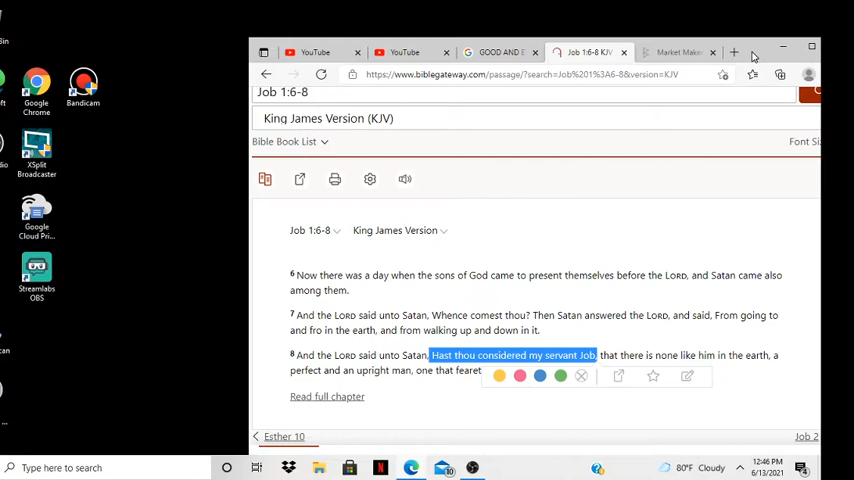 Bin
YouTube
YouTube
GOOD AND E
Job 1:6-8 KJV
Market Make
https://www.biblegateway.com/passage/?search=Job%201%3A6-8&version=KJV
Job 1:6-8
King James Version (KJV)
Bible Book List
Font Siz
Google
Chrome
Bandicam
XSplit
Broadcaster
Google
Cloud Pri...
Streamlabs
OBS
Job 1:6-8
King James Version
6 Now there was a day when the sons of God came to present themselves before the LORD, and Satan came also
among them.
7 And the LORD said unto Satan, Whence comest thou? Then Satan answered the LORD, and said, From going to
and fro in the earth, and from walking up and down in it.
8 And the LORD said unto Satan, Hast thou considered my servant Job, that there is none like him in the earth, a
perfect and an upright man, one that fearet
Read full chapter
Esther 10
Job 2
Type here to search
N
10
80°F Cloudy
12:46 PM
6/13/2021
4